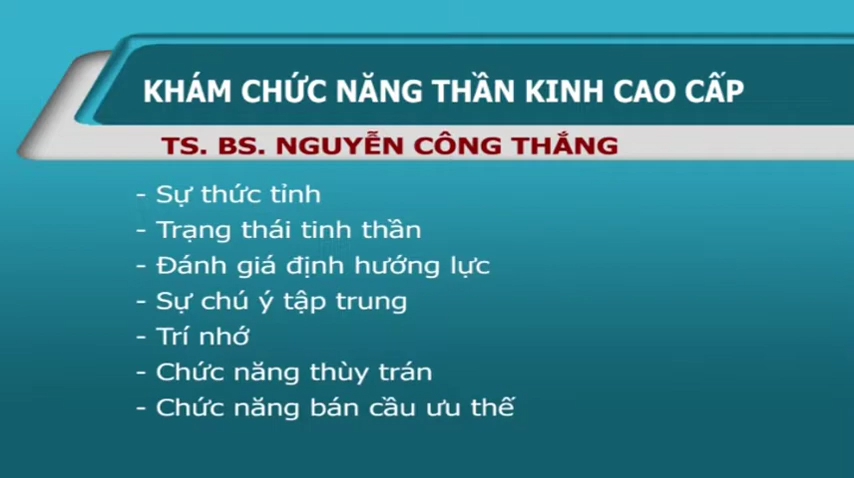 KHÁM CHỨC NĂNG THẦN KINH CAO CẤP
TS. BS. NGUYỄN CÔNG THẮNG
- Sự thức tỉnh
- Trạng thái tinh thần
- Đánh giá định hướng lực
- Sự chú ý tập trung
- Trí nhớ
- Chức năng thùy trán
- Chức năng bán cầu ưu thế